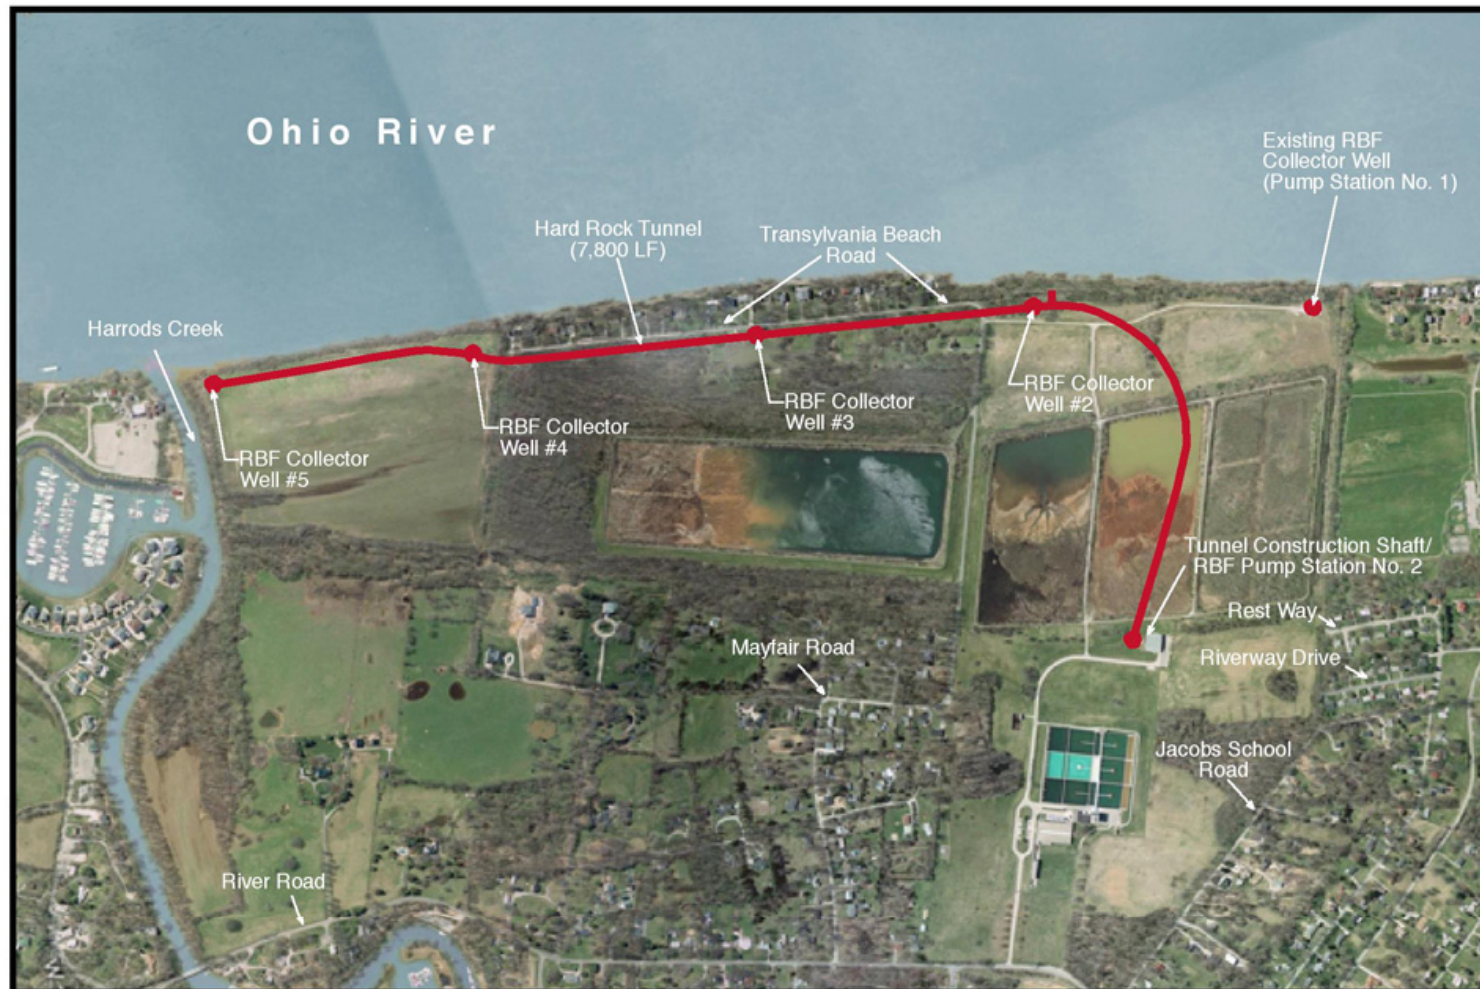 Ohio River
Existing RBF
Collector Well
(Pump Station No. 1)
Hard Rock Tunnel
(7,800 LF)
Transylvania Beach
Road
Harrods Creek
RBF Collector
Well #2
RBF Collector
Well #3
RBF Collector
Well #4
RBF Collector
Well #5
Tunnel Construction Shaft/
RBF Pump Station No. 2
Rest Way
Mayfair Road
Riverway Drive
Jacobs School
Road
River Road